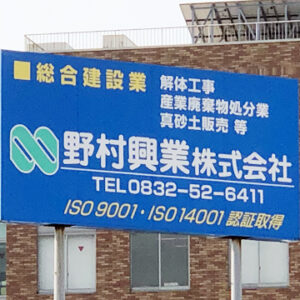 ■総合建設業
解体工事
産業廃棄物処分業
真砂土販売 等
野村興業株式会社
TEL0832-52-6411
ISO 9001・ISO 14001 認証取得